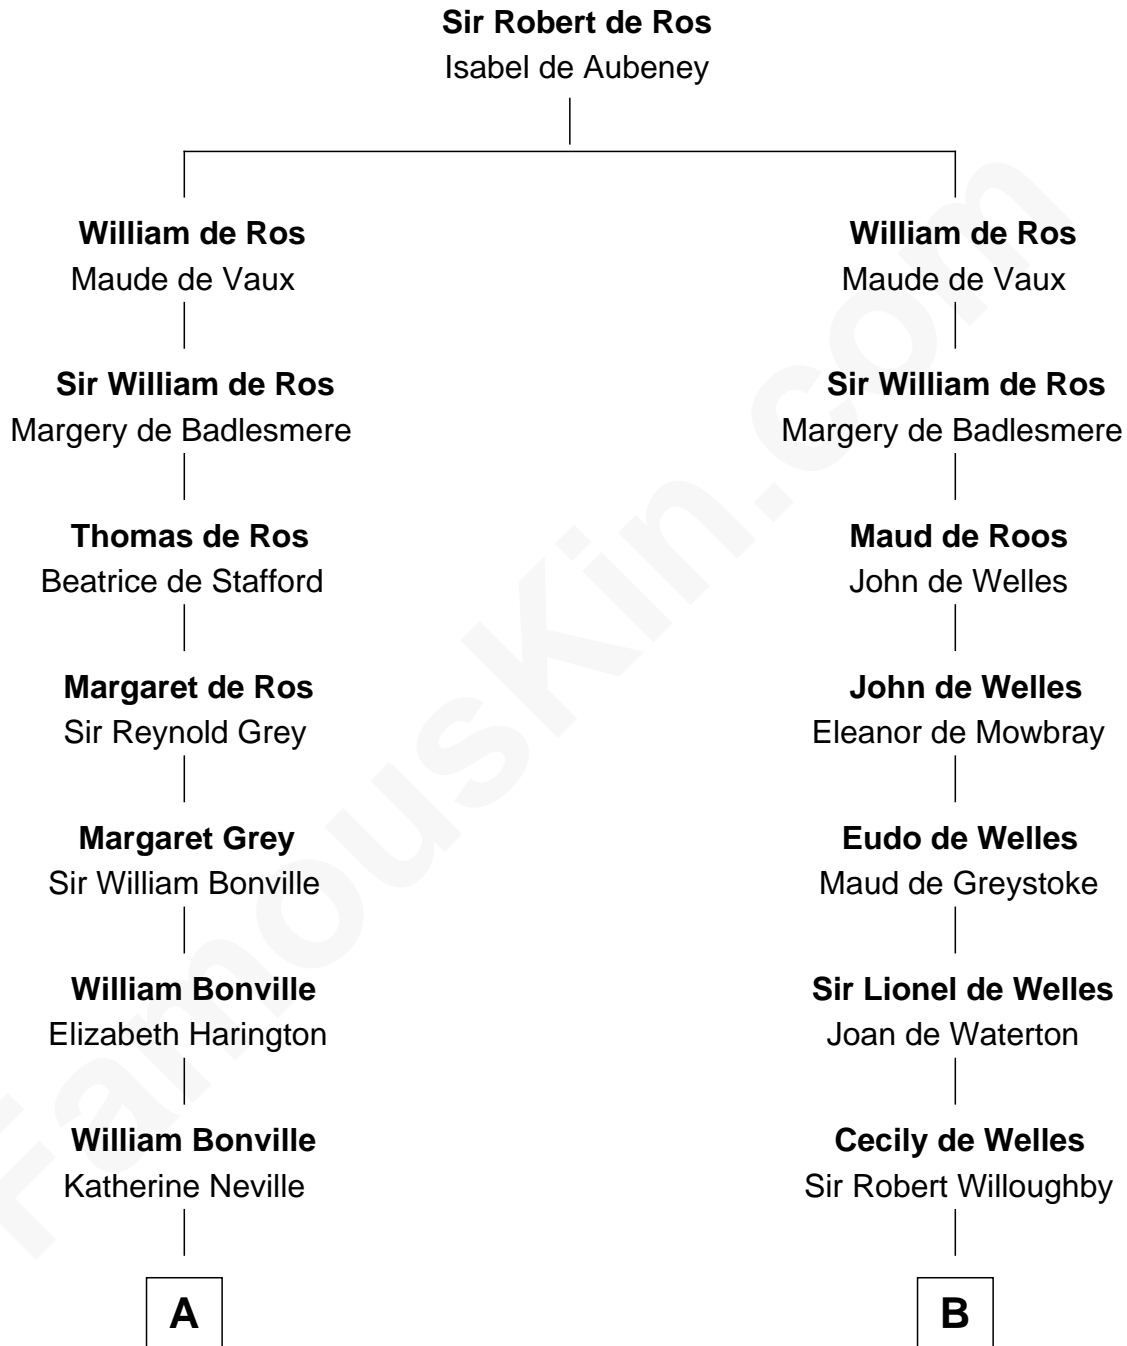 Sir Robert de Ros
Isabel de Aubeney
William de Ros
Maude de Vaux
Sir William de Ros
Margery de Badlesmere
Thomas de Ros
Beatrice de Stafford
Margaret de Ros
Sir Reynold Grey
Margaret Grey
Sir William Bonville
William Bonville
Elizabeth Harington
William Bonville
Katherine Neville
A
William de Ros
Maude de Vaux
Sir William de Ros
Margery de Badlesmere
Maud de Roos
John de Welles
John de Welles
Eleanor de Mowbray
Eudo de Welles
Maud de Greystoke
Sir Lionel de Welles
Joan de Waterton
Cecily de Welles
Sir Robert Willoughby
B
FamousKin.com